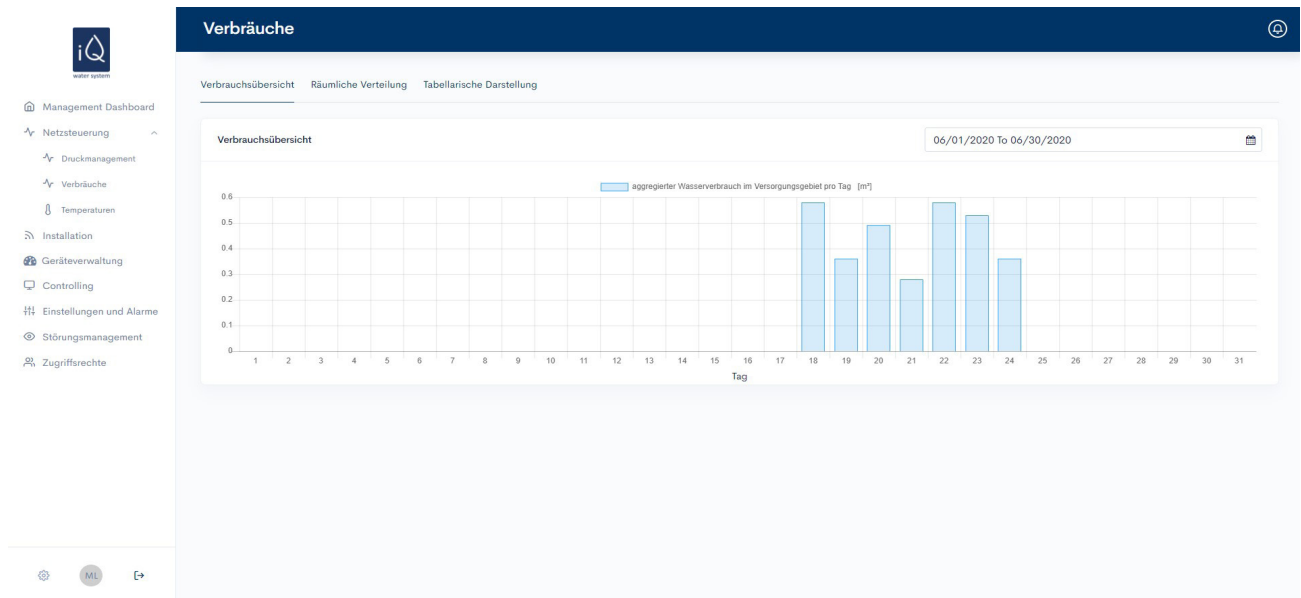 iQ
water system
Verbräuche
Management Dashboard
Netzsteuerung
Druckmanagement
Verbräuche
Temperaturen
Installation
Geräteverwaltung
Controlling
Einstellungen und Alarme
Störungsmanagement
Zugriffsrechte
ML
Verbrauchsübersicht Räumliche Verteilung Tabellarische Darstellung
Verbrauchsübersicht 06/01/2020 To 06/30/2020
aggregierter Wasserverbrauch im Versorgungsgebiet pro Tag [m³]
0.6
0.5
0.4
0.3
0.2
0.1
0
1 2 3 4 5 6 7 8 9 10 11 12 13 14 15 16 17 18 19 20 21 22 23 24 25 26 27 28 29 30 31
Tag